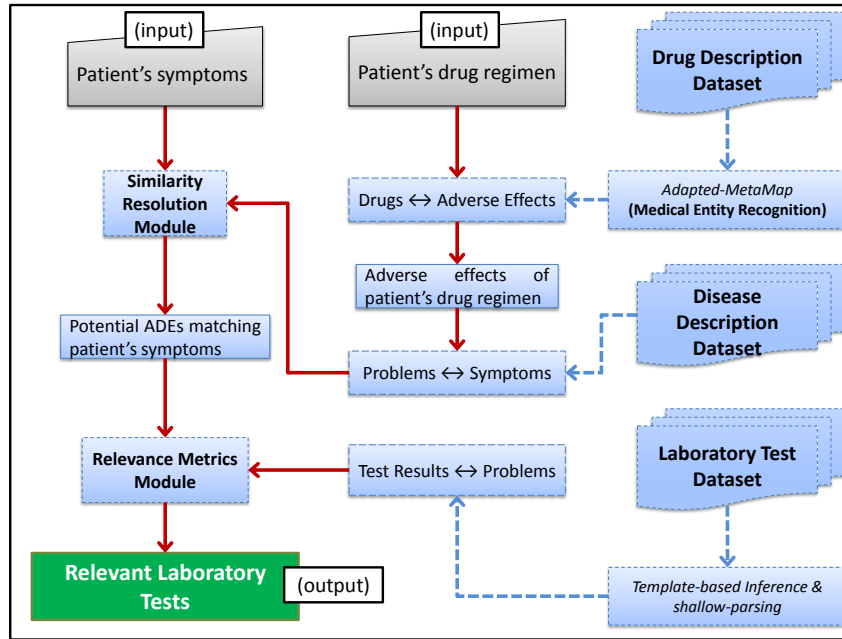 (input)
Patient's symptoms
(input)
Patient's drug regimen
Drug Description
Dataset
Similarity
Resolution
Module
Drugs ↔ Adverse Effects
Adapted-MetaMap
(Medical Entity Recognition)
Adverse effects of
patient's drug regimen
Potential ADEs matching
patient's symptoms
Disease
Description
Dataset
Problems ↔ Symptoms
Relevance Metrics
Module
Test Results ↔ Problems
Laboratory Test
Dataset
Relevant Laboratory
Tests
(output)
Template-based Inference &
shallow-parsing